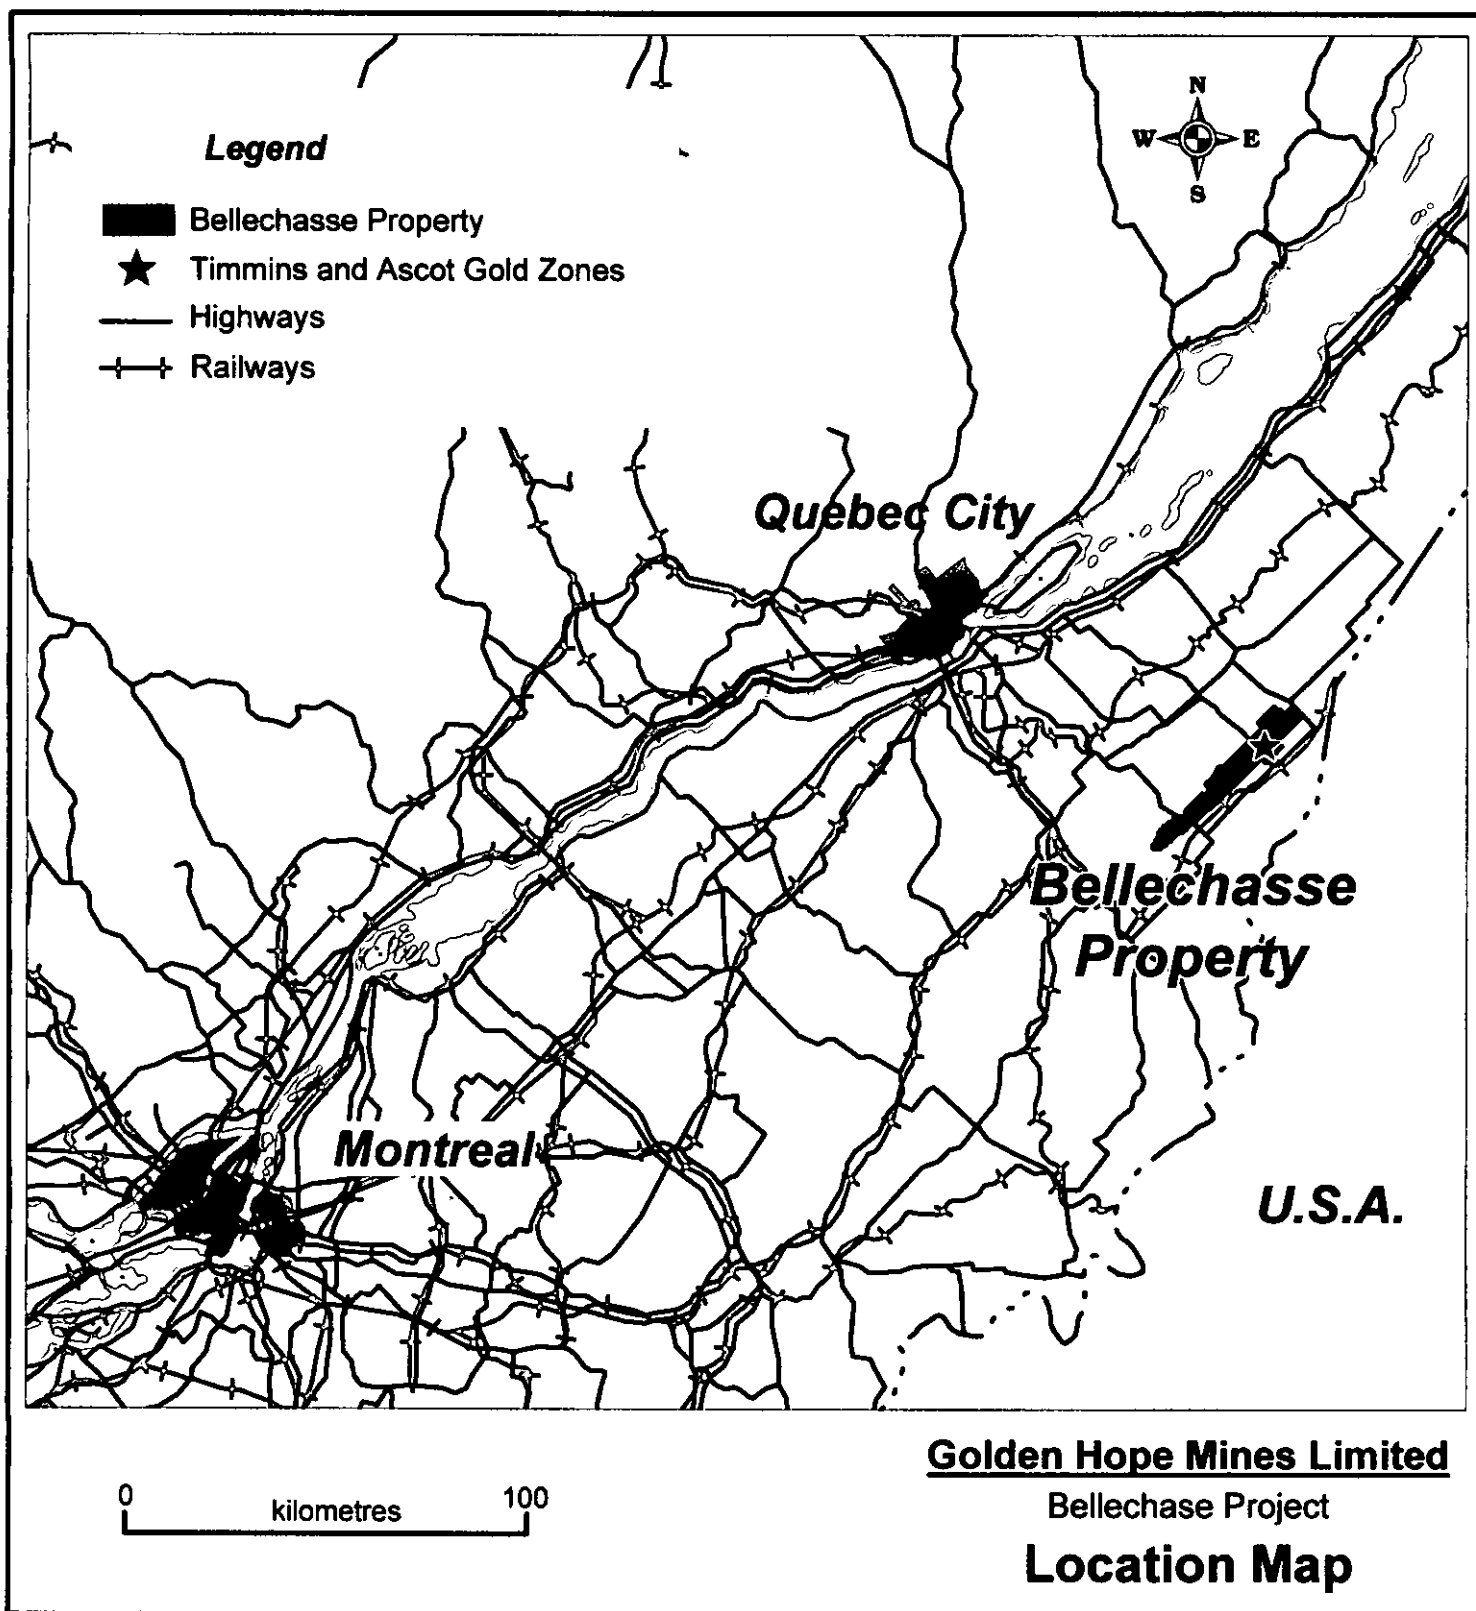 N
W E
S
Legend
Bellechasse Property
Timmins and Ascot Gold Zones
Highways
Railways
Quebec City
Bellechasse
Property
Montreal
U.S.A.
0 kilometres 100
Golden Hope Mines Limited
Bellechase Project
Location Map